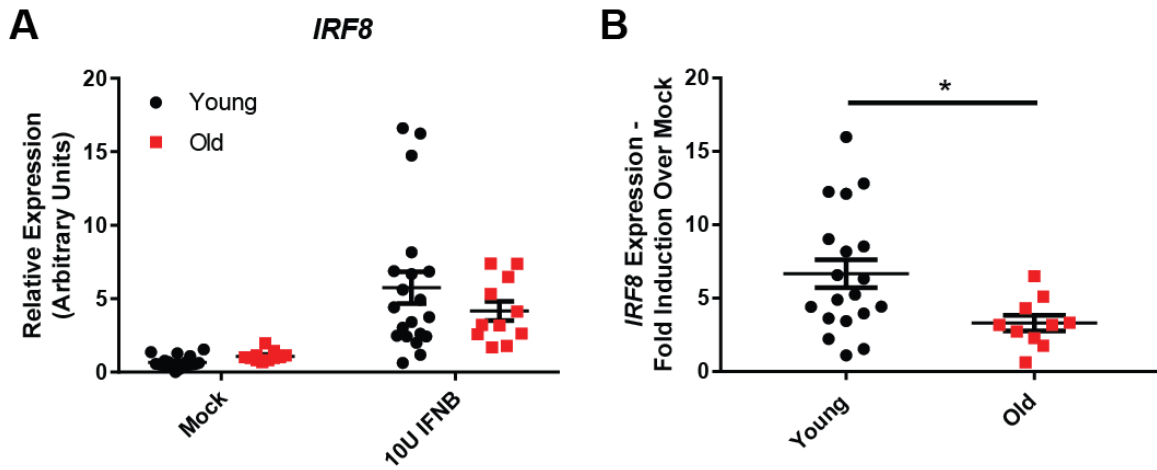 A
IRF8
Relative Expression
(Arbitrary Units)
20
15
10
5
0
Young
Old
Mock
10U IFNB
B
IRF8 Expression -
Fold Induction Over Mock
20
15
10
5
0
*
Young
Old